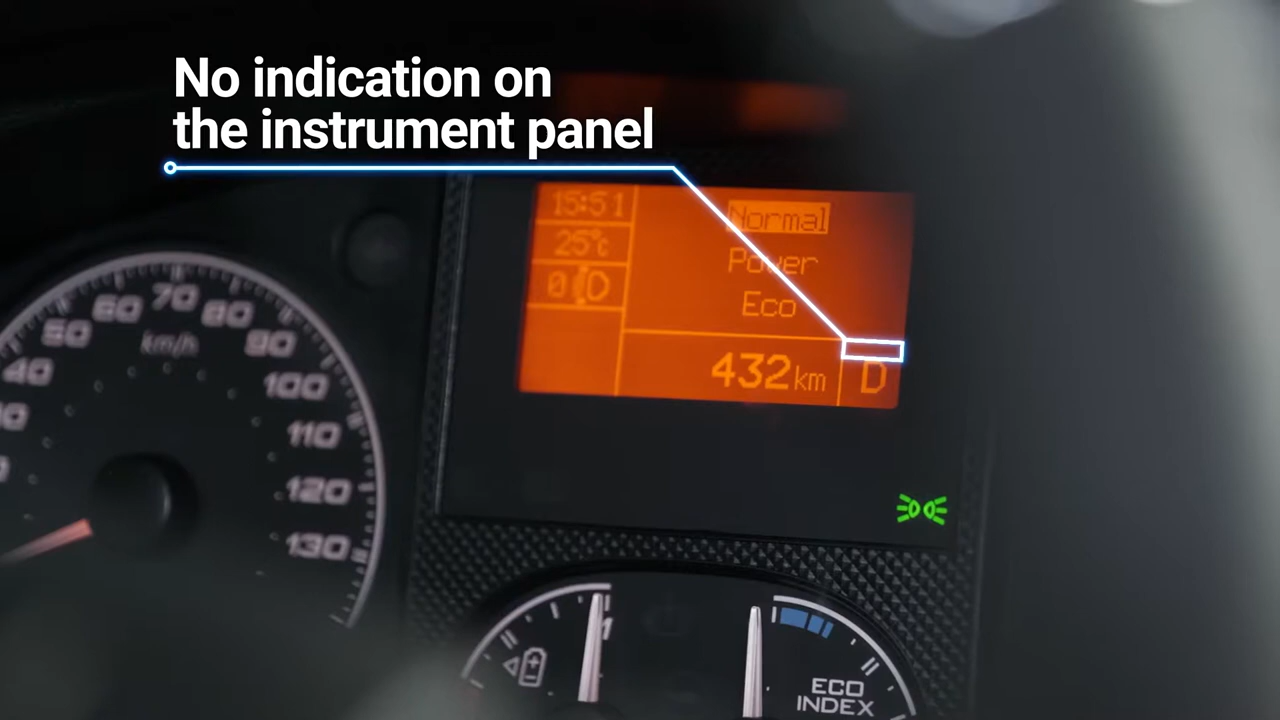 No indication on
the instrument panel
15:51
25°c
Normal
Power
Eco
432 km
D
40
50
60
70
80
90
100
110
120
130
km/h
ECO
INDEX